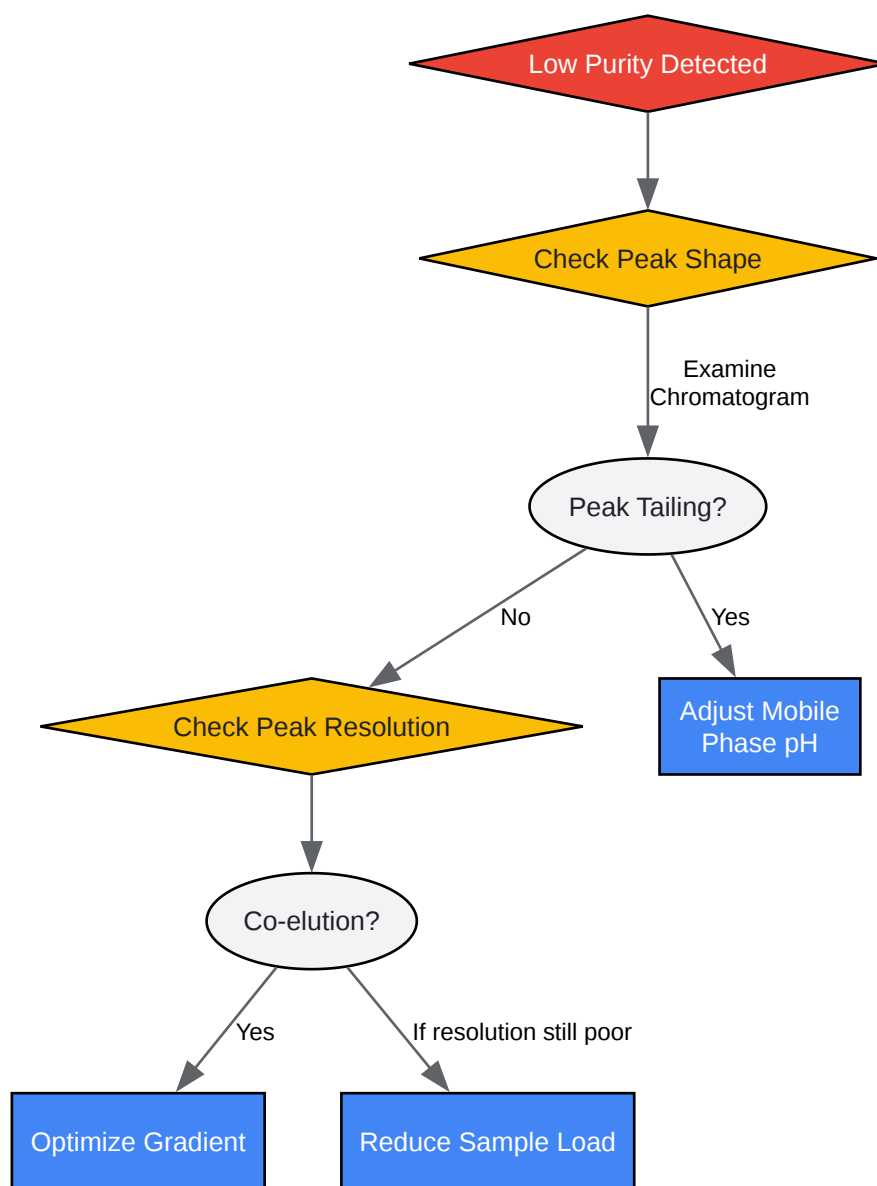 Low Purity Detected
Check Peak Shape
Examine
Chromatogram
Peak Tailing?
No
Yes
Check Peak Resolution
Adjust Mobile
Phase pH
Co-elution?
Yes
If resolution still poor
Optimize Gradient
Reduce Sample Load